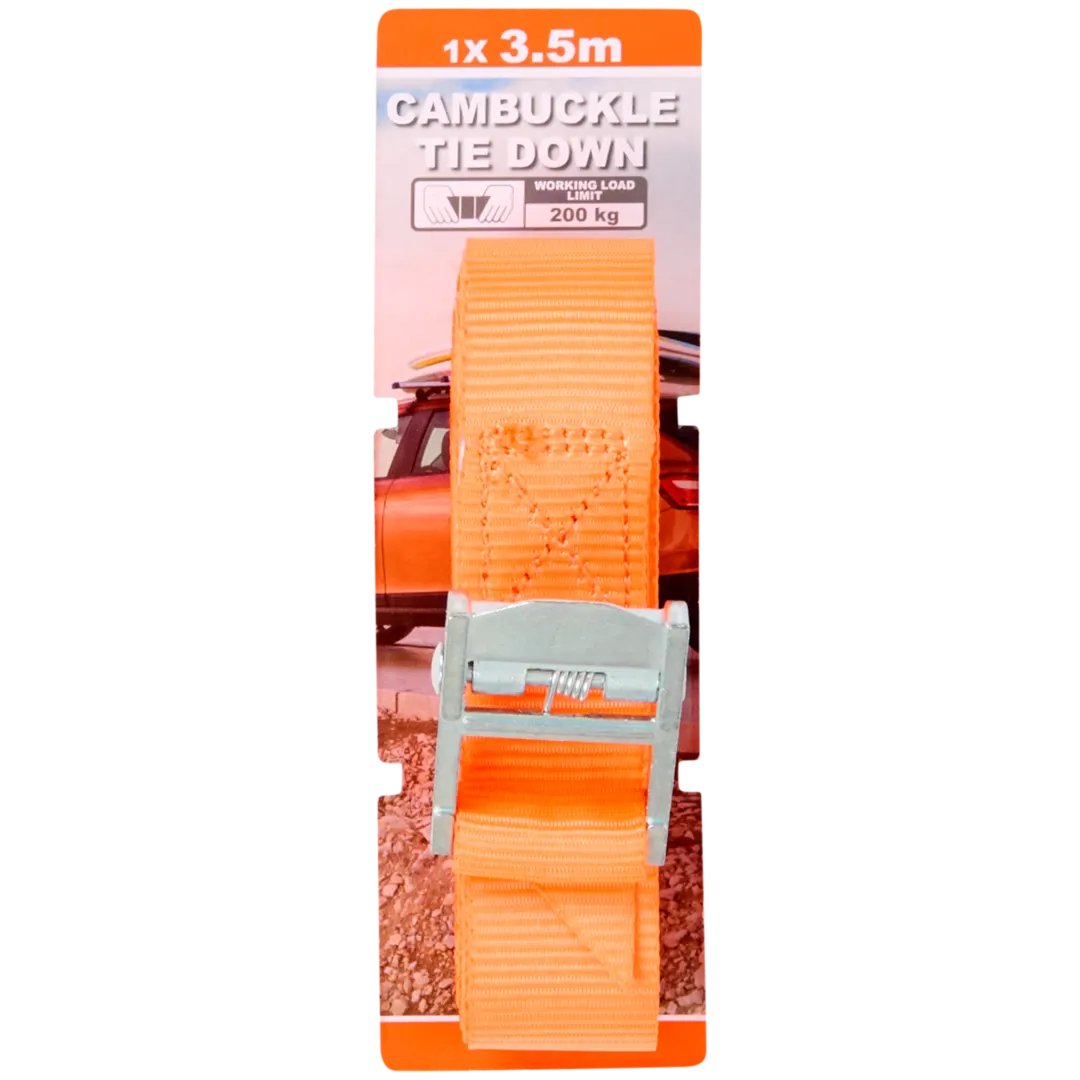 1X 3.5m
CAMBUCKLE
TIE DOWN
WORKING LOAD
LIMIT
200 kg